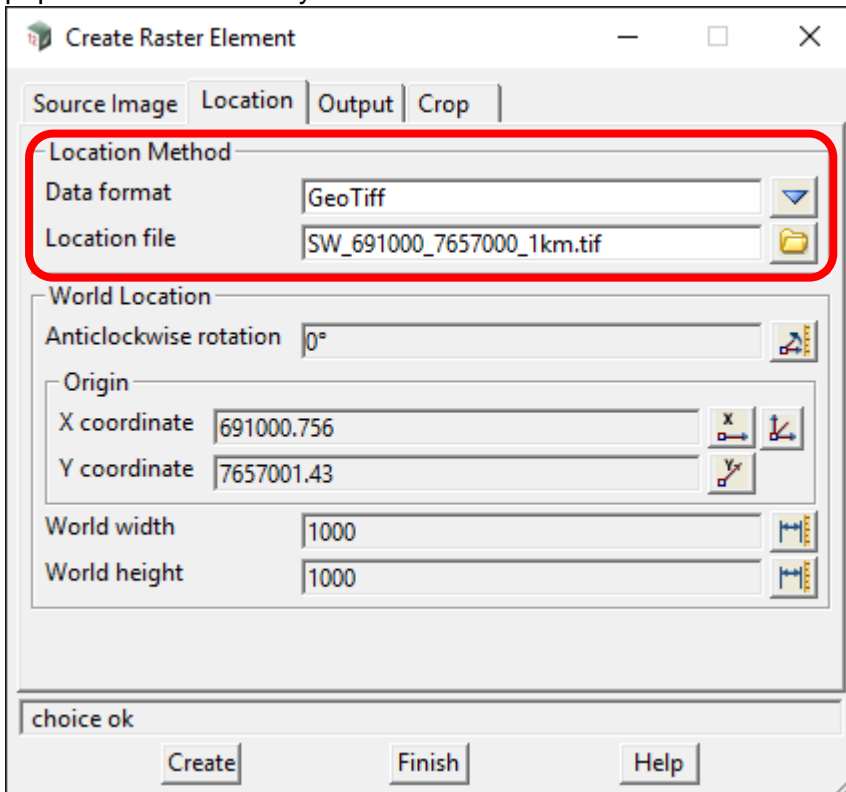 Create Raster Element
Source Image Location Output Crop
Location Method
Data format GeoTiff
Location file SW_691000_7657000_1km.tif
World Location
Anticlockwise rotation 0°
Origin
X coordinate 691000.756 X
Y coordinate 7657001.43 Y
World width 1000
World height 1000
choice ok
Create Finish Help